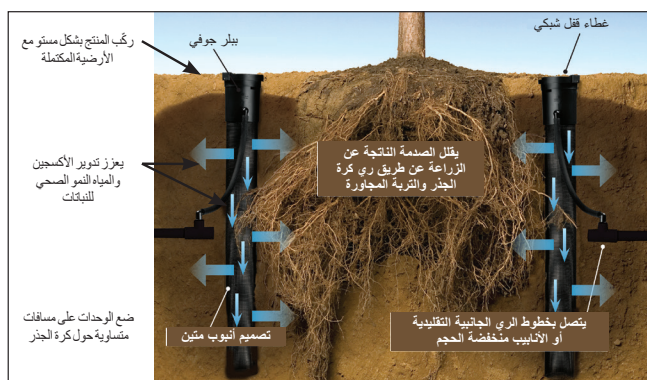 ركّب المنتج بشكل مستو مع
الأرضية المكتملة
ببلر جوفي
غطاء قفل شبكي
يعزز تدوير الأكسجين
والمياه النمو الصحي
للنباتات
يقلل الصدمة الناتجة عن
الزراعة عن طريق ري كرة
الجذر والتربة المجاورة
ضع الوحدات على مسافات
متساوية حول كرة الجذر
تصميم أنبوب متين
يتصل بخطوط الري الجانبية التقليدية
أو الأنابيب منخفضة الحجم